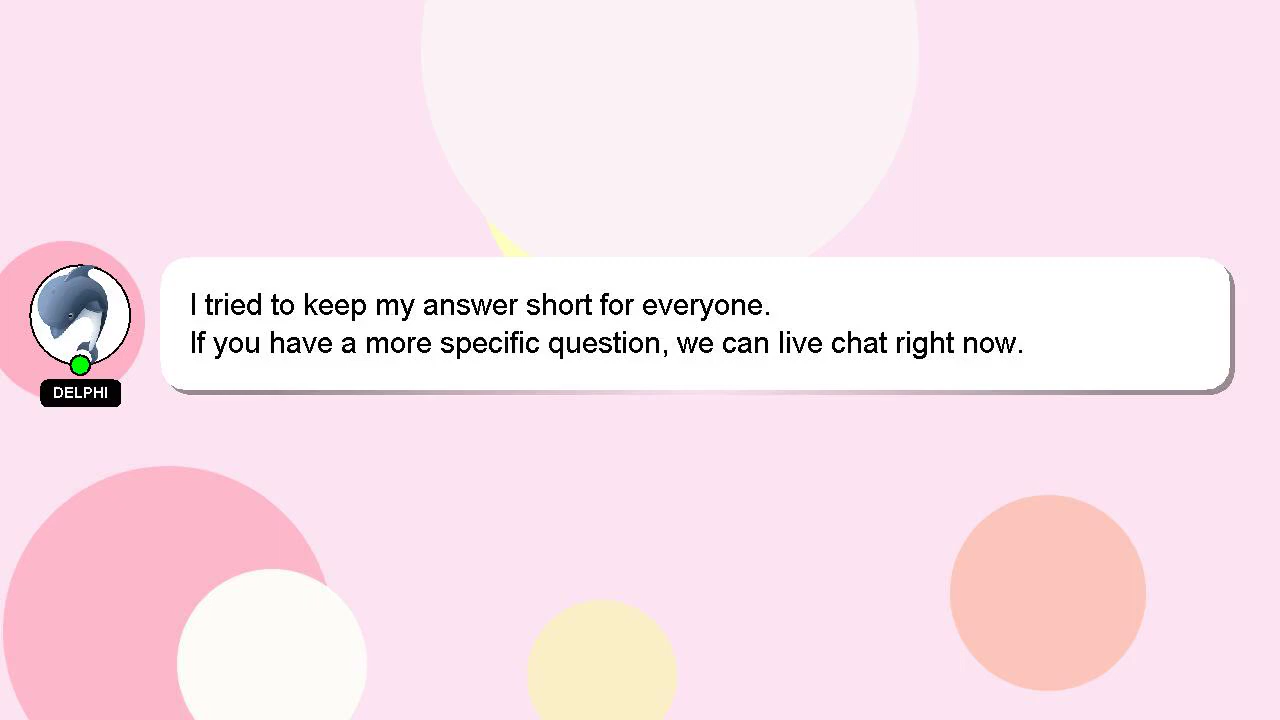 I tried to keep my answer short for everyone.
If you have a more specific question, we can live chat right now.
DELPHI